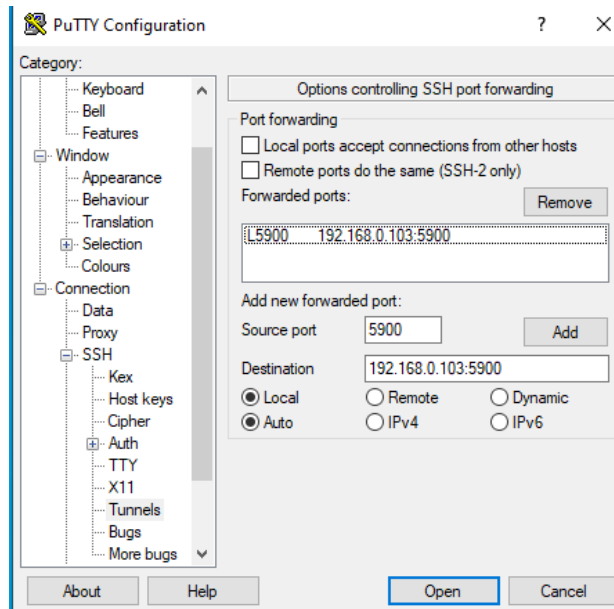 PuTTY Configuration
?
Category:
Keyboard
Bell
Features
Window
Appearance
Behaviour
Translation
Selection
Colours
Connection
Data
Proxy
SSH
Kex
Host keys
Cipher
Auth
TTY
X11
Tunnels
Bugs
More bugs
Options controlling SSH port forwarding
Port forwarding
Local ports accept connections from other hosts
Remote ports do the same (SSH-2 only)
Forwarded ports:
Remove
L5900 192.168.0.103:5900
Add new forwarded port:
Source port 5900 Add
Destination 192.168.0.103:5900
Local Remote Dynamic
Auto IPv4 IPv6
About Help Open Cancel